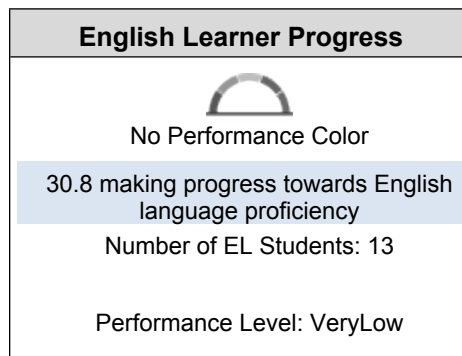 English Learner Progress
No Performance Color
30.8 making progress towards English
language proficiency
Number of EL Students: 13
Performance Level: VeryLow